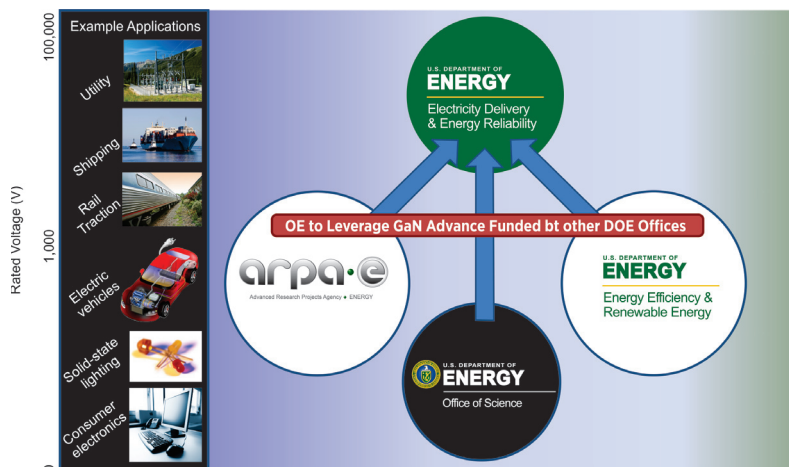 100,000
1,000
0
Rated Voltage (V)
Example Applications
Utility
Shipping
Rail
Traction
Electric
vehicles
Solid-state
lighting
Consumer
electronics
U.S. DEPARTMENT OF
ENERGY
Electricity Delivery
& Energy Reliability
OE to Leverage GaN Advance Funded bt other DOE Offices
arpa·e
Advanced Research Projects Agency • ENERGY
U.S. DEPARTMENT OF
ENERGY
Energy Efficiency &
Renewable Energy
U.S. DEPARTMENT OF
ENERGY
Office of Science